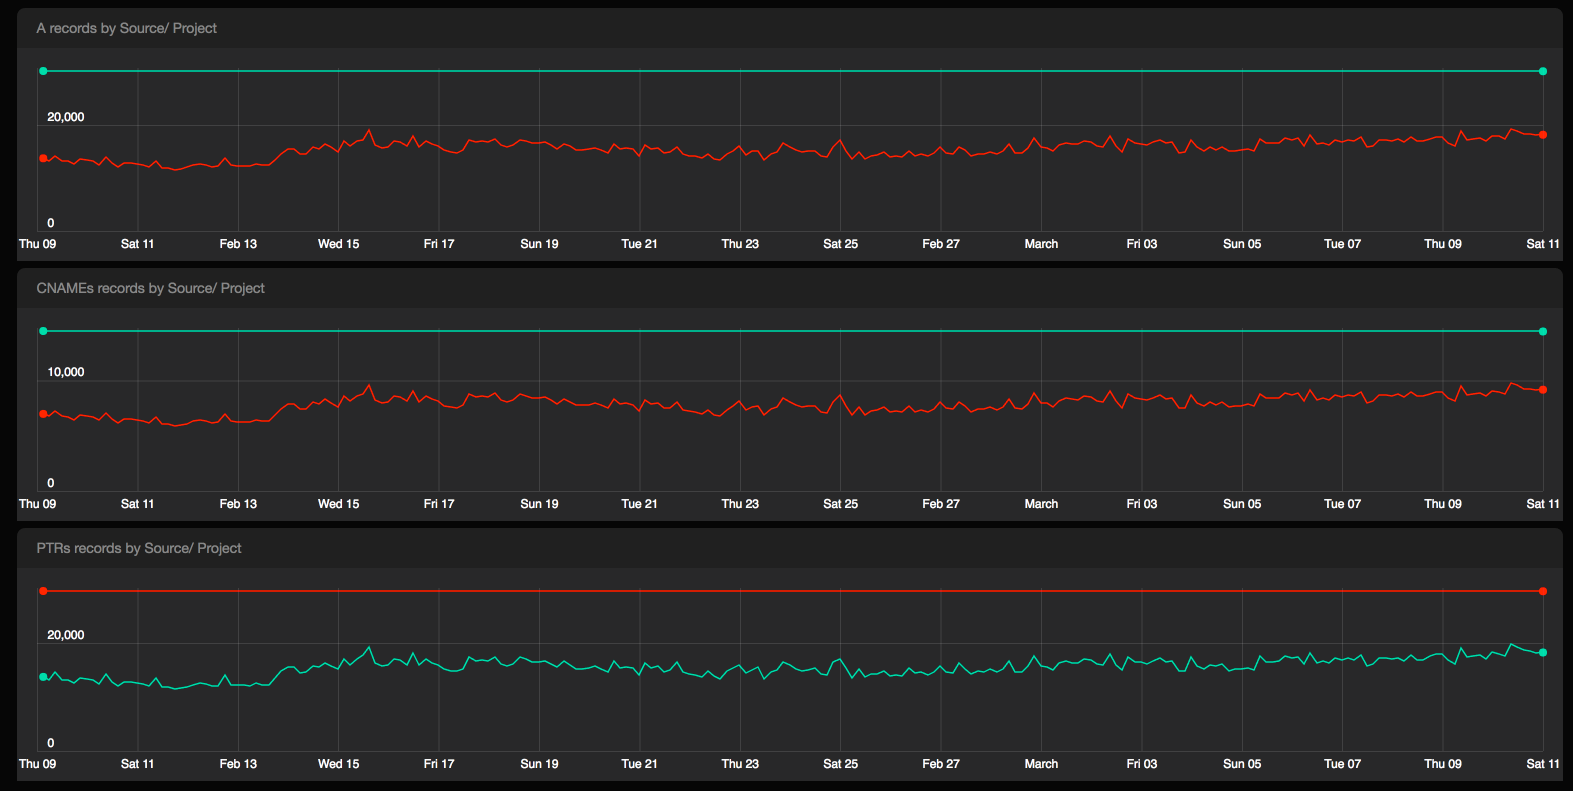 A records by Source/ Project
20,000
0
Thu 09 Sat 11 Feb 13 Wed 15 Fri 17 Sun 19 Tue 21 Thu 23 Sat 25 Feb 27 March Fri 03 Sun 05 Tue 07 Thu 09 Sat 11
CNAMEs records by Source/ Project
10,000
0
Thu 09 Sat 11 Feb 13 Wed 15 Fri 17 Sun 19 Tue 21 Thu 23 Sat 25 Feb 27 March Fri 03 Sun 05 Tue 07 Thu 09 Sat 11
PTRs records by Source/ Project
20,000
0
Thu 09 Sat 11 Feb 13 Wed 15 Fri 17 Sun 19 Tue 21 Thu 23 Sat 25 Feb 27 March Fri 03 Sun 05 Tue 07 Thu 09 Sat 11